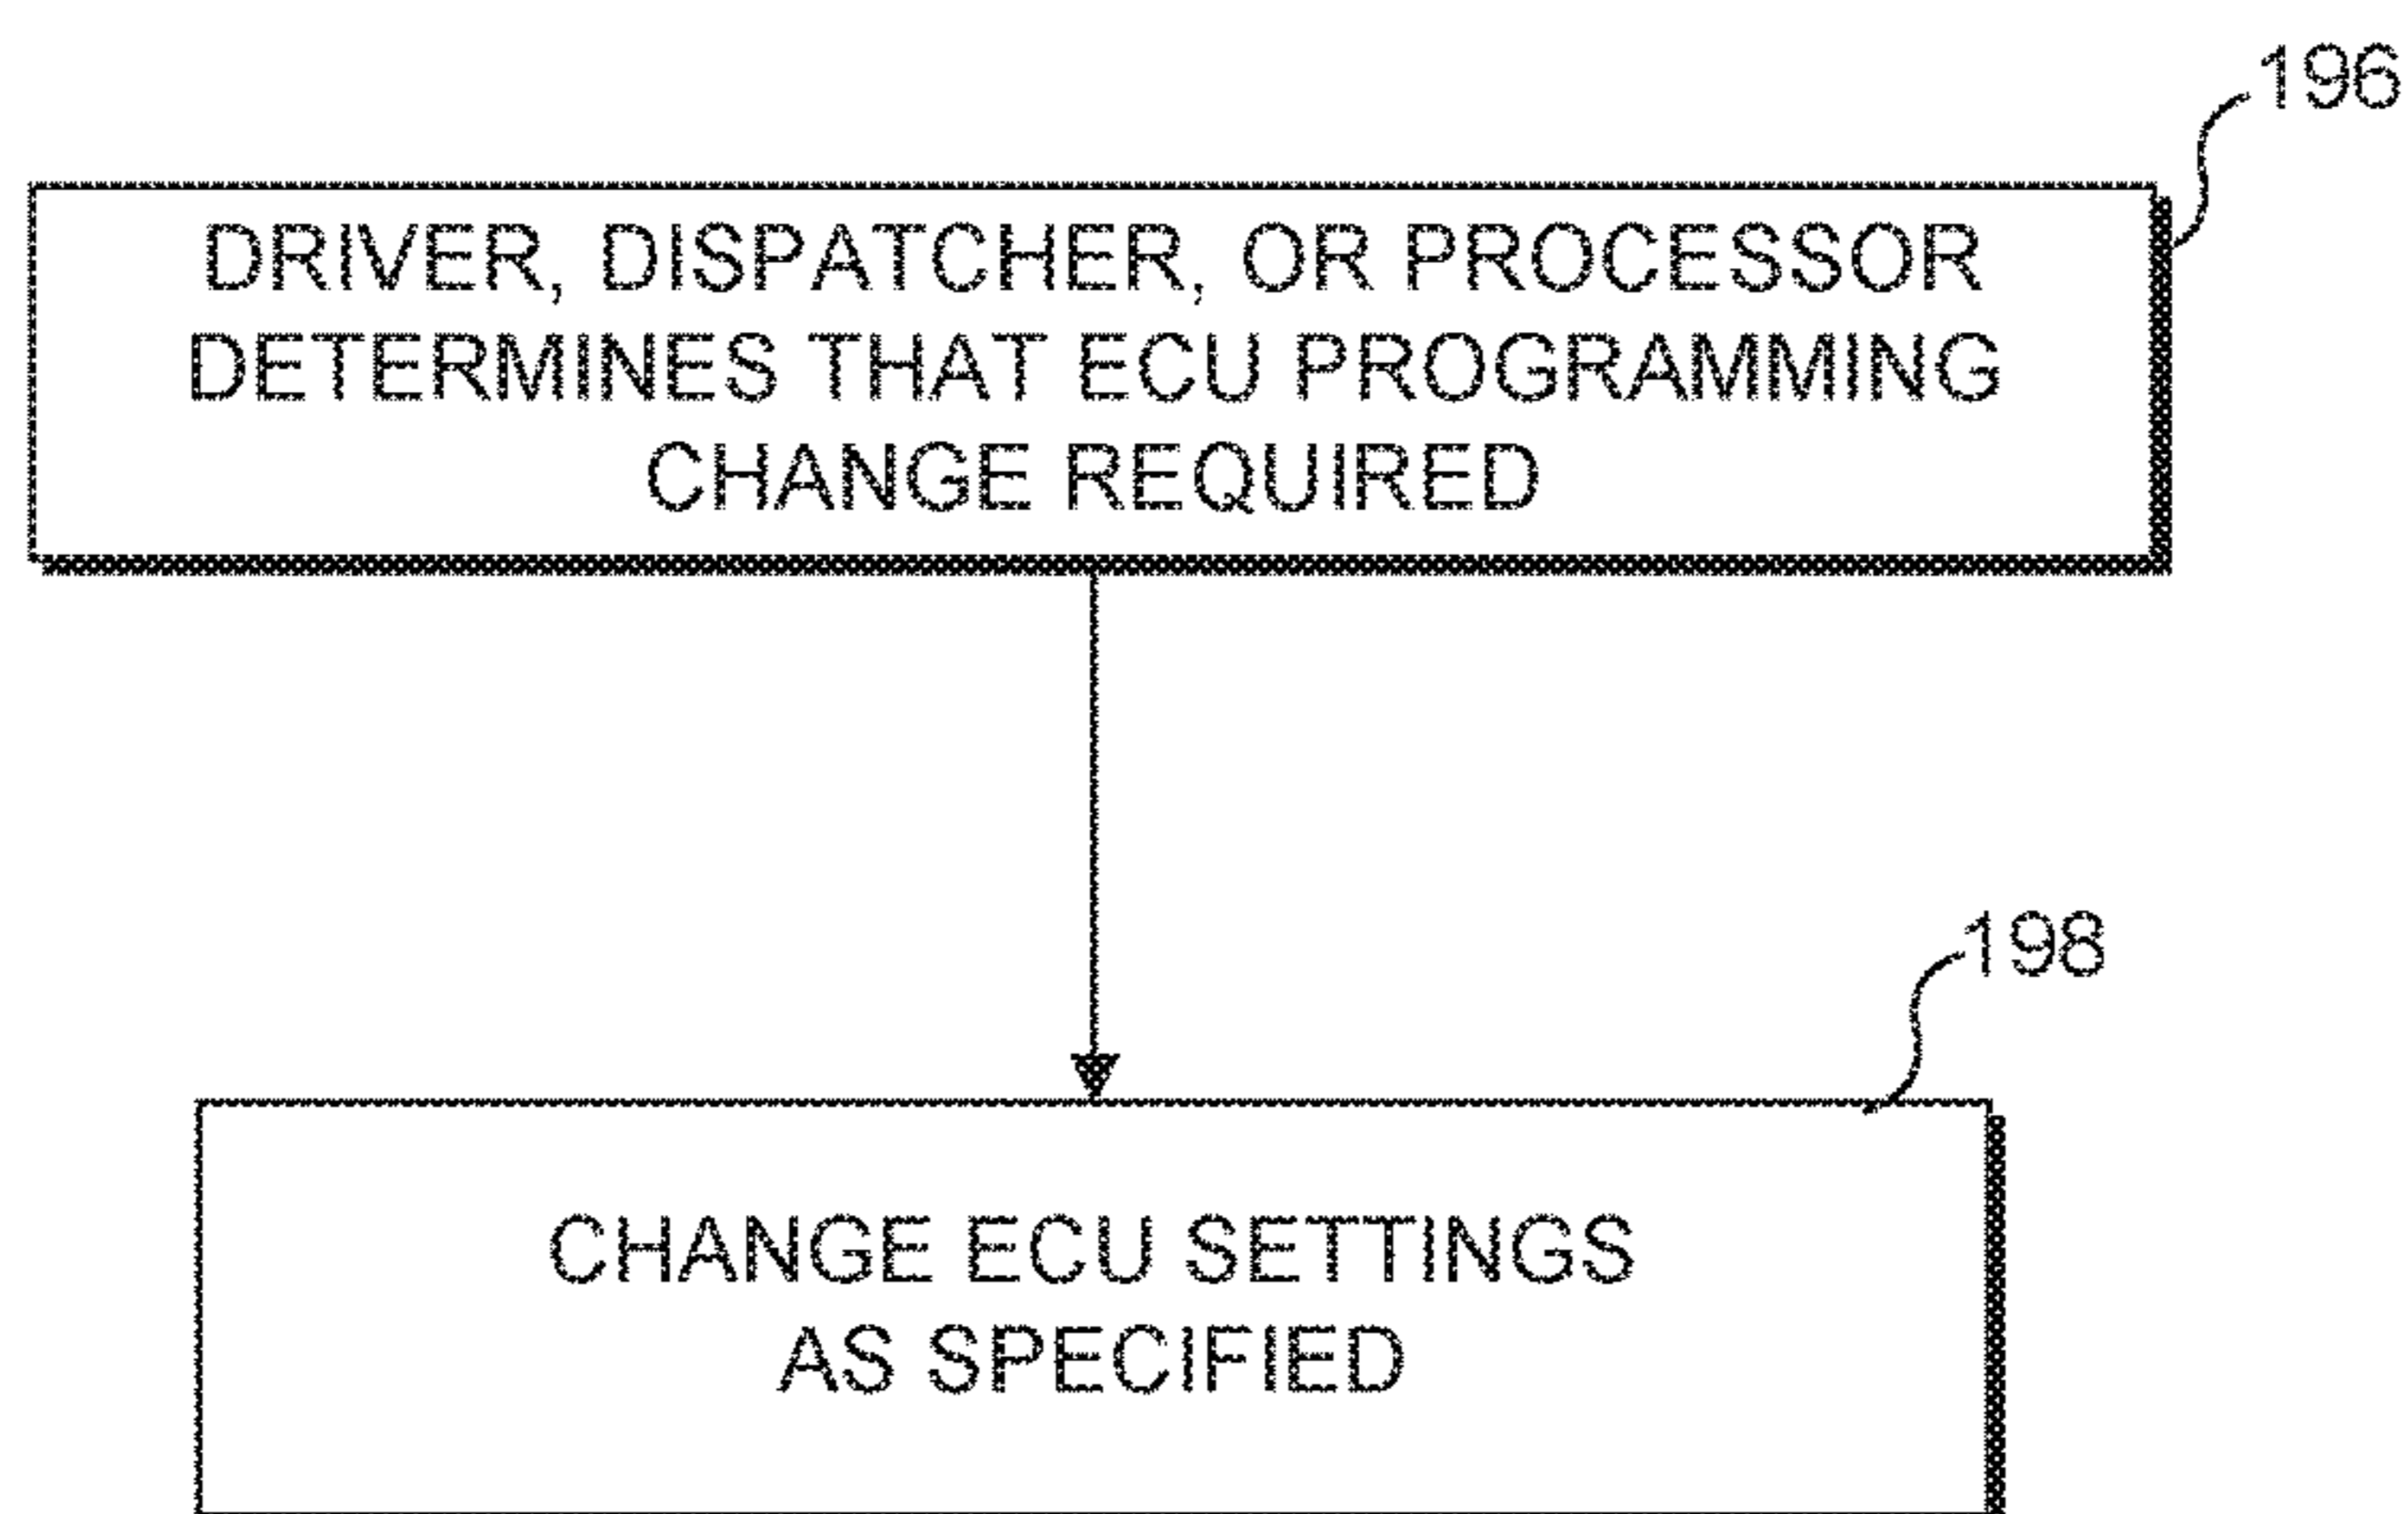 196
DRIVER, DISPATCHER, OR PROCESSOR
DETERMINES THAT ECU PROGRAMMING
CHANGE REQUIRED
198
CHANGE ECU SETTINGS
AS SPECIFIED